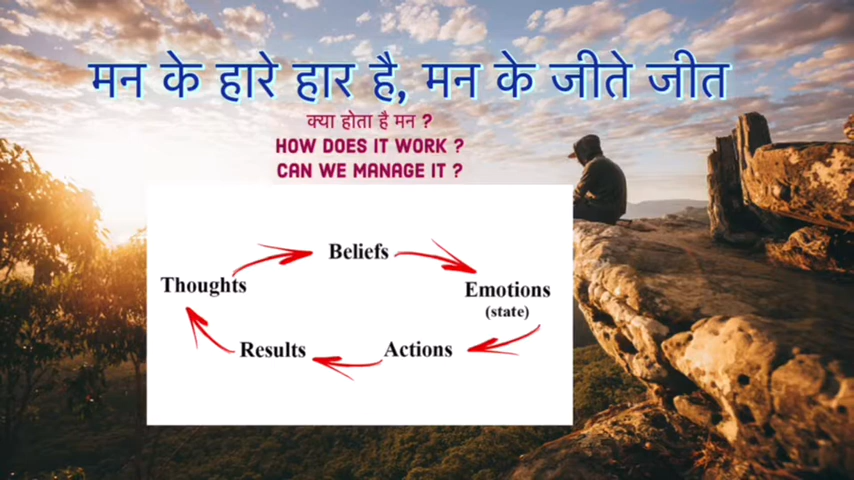 मन के हारे हार है, मन के जीते जीत
क्या होता है मन ?
HOW DOES IT WORK ?
CAN WE MANAGE IT ?
Beliefs
Thoughts
Emotions
(state)
Results
Actions